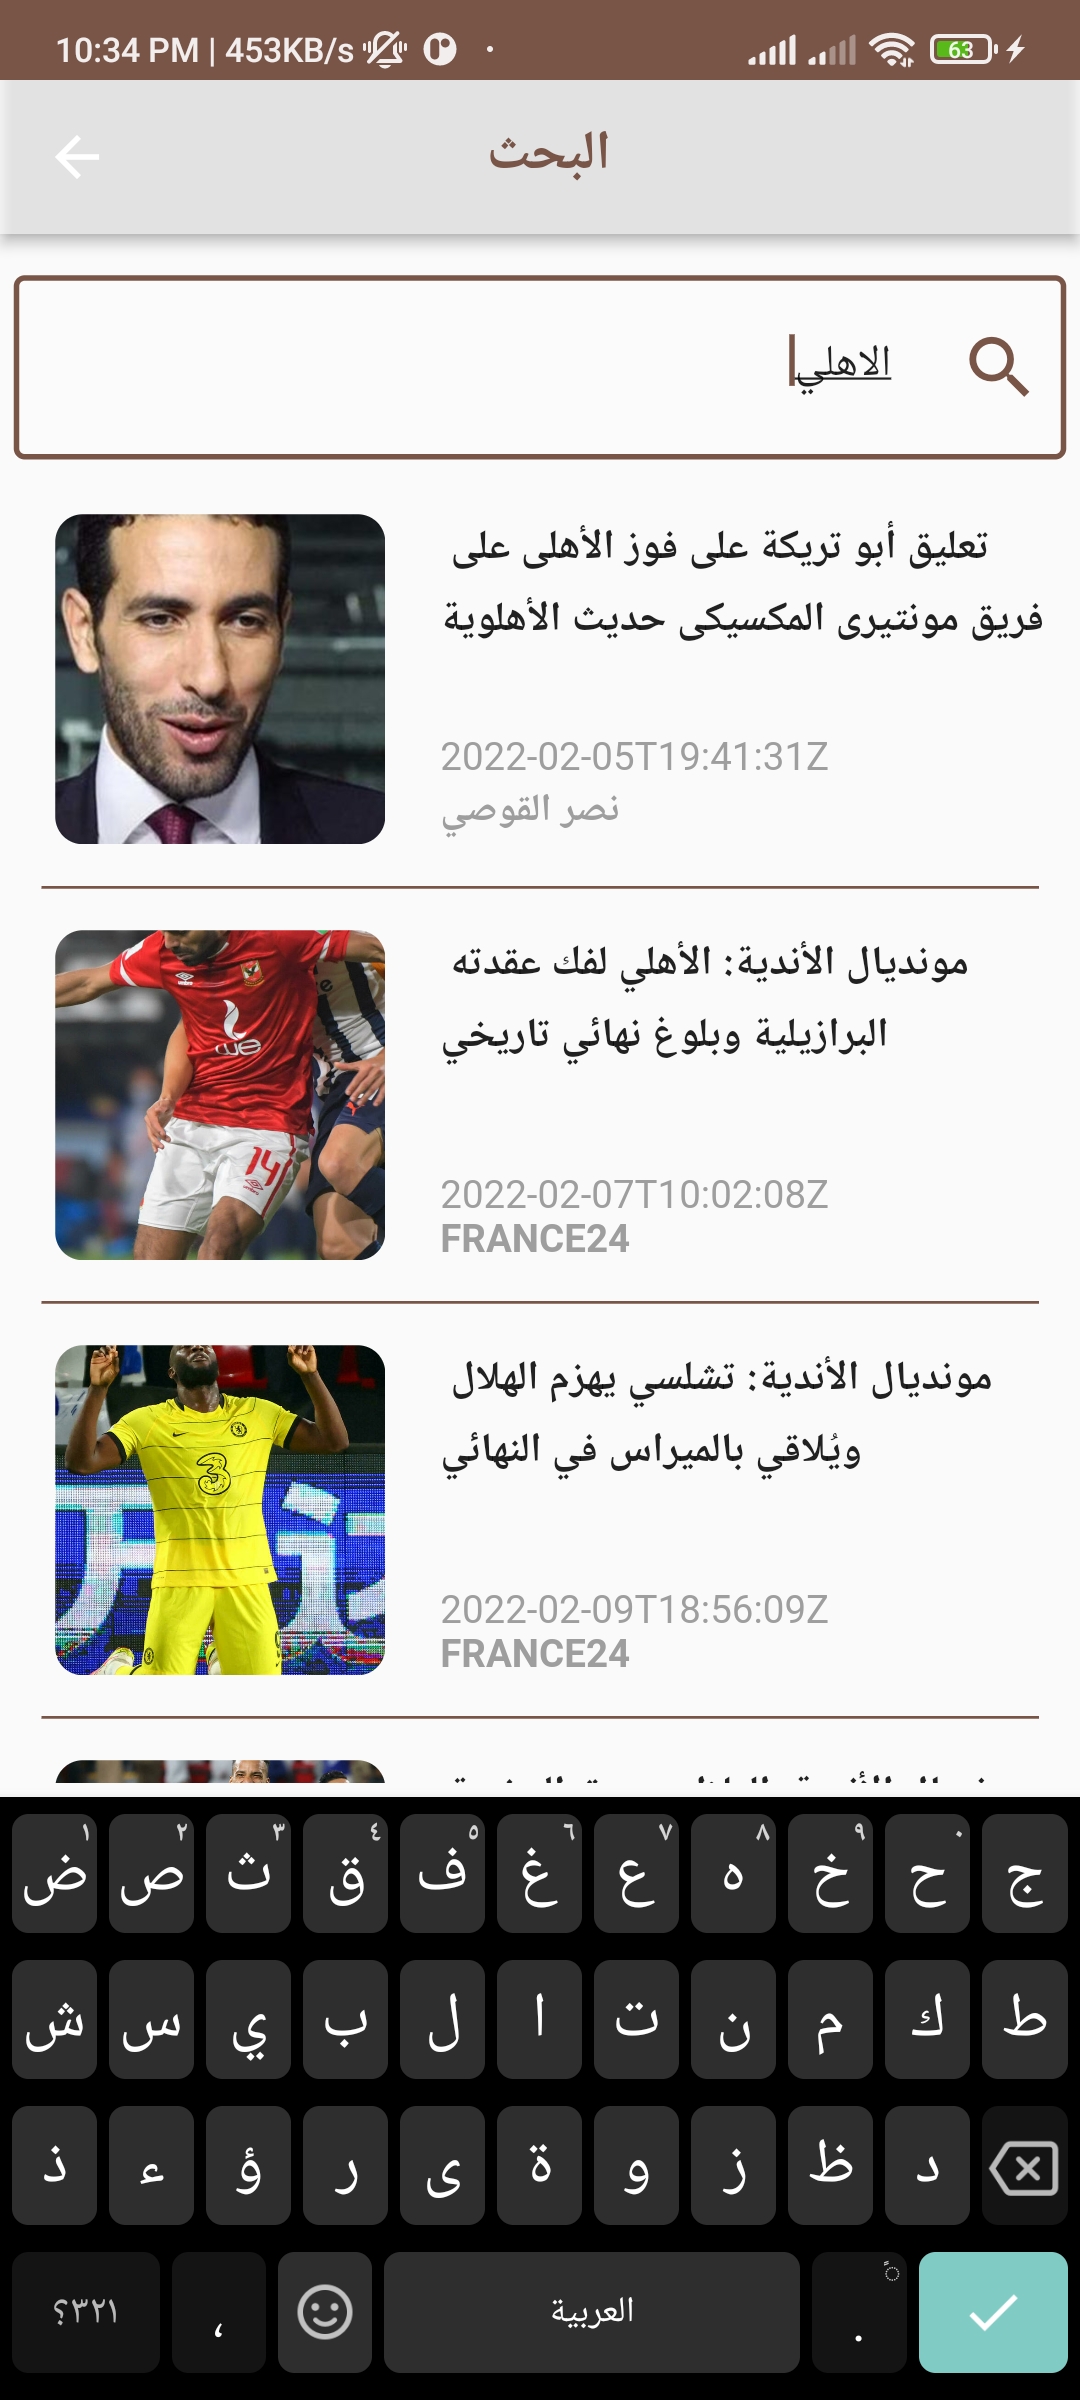 10:34 PM | 453KB/s
63
البحث
الاهلي
تعليق أبو تريكة على فوز الأهلى على
فريق مونتيرى المكسيكى حديث الأهلوية
2022-02-05T19:41:31Z
نصر القوصي
مونديال الأندية: الأهلي لفك عقدته
البرازيلية وبلوغ نهائي تاريخي
2022-02-07T10:02:08Z
FRANCE24
we
14
مونديال الأندية: تشلسي يهزم الهلال
ويُلاقي بالميراس في النهائي
2022-02-09T18:56:09Z
FRANCE24
3
ض ص ث ق ف غ ع ه خ ح ج
١ ٢ ٣ ٤ ٥ ٦ ٧ ٨ ٩ ٠
ش س ي ب ل ا ت ن م ك ط
ذ ء ؤ ر ى ة و ز ظ د
؟٣٢١ ، العربية .